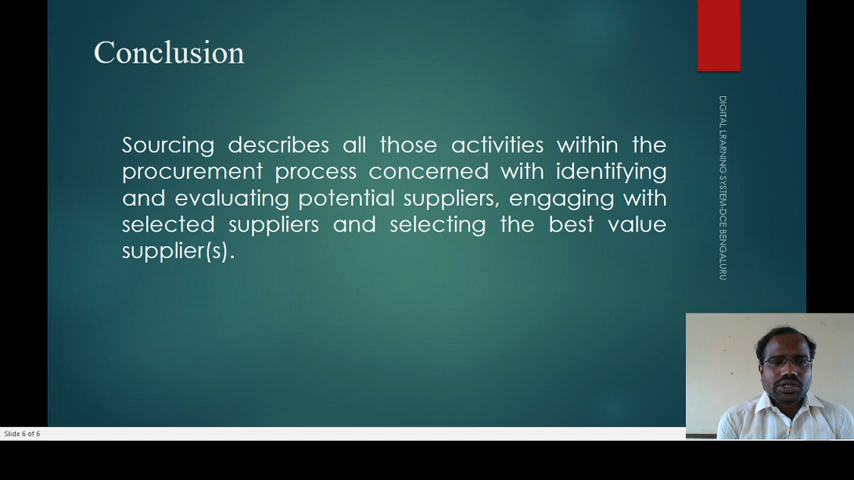 Conclusion
Sourcing describes all those activities within the
procurement process concerned with identifying
and evaluating potential suppliers, engaging with
selected suppliers and selecting the best value
supplier(s).
DIGITAL LRARNING SYSTEM-DCE BENGALURU
Slide 6 of 6